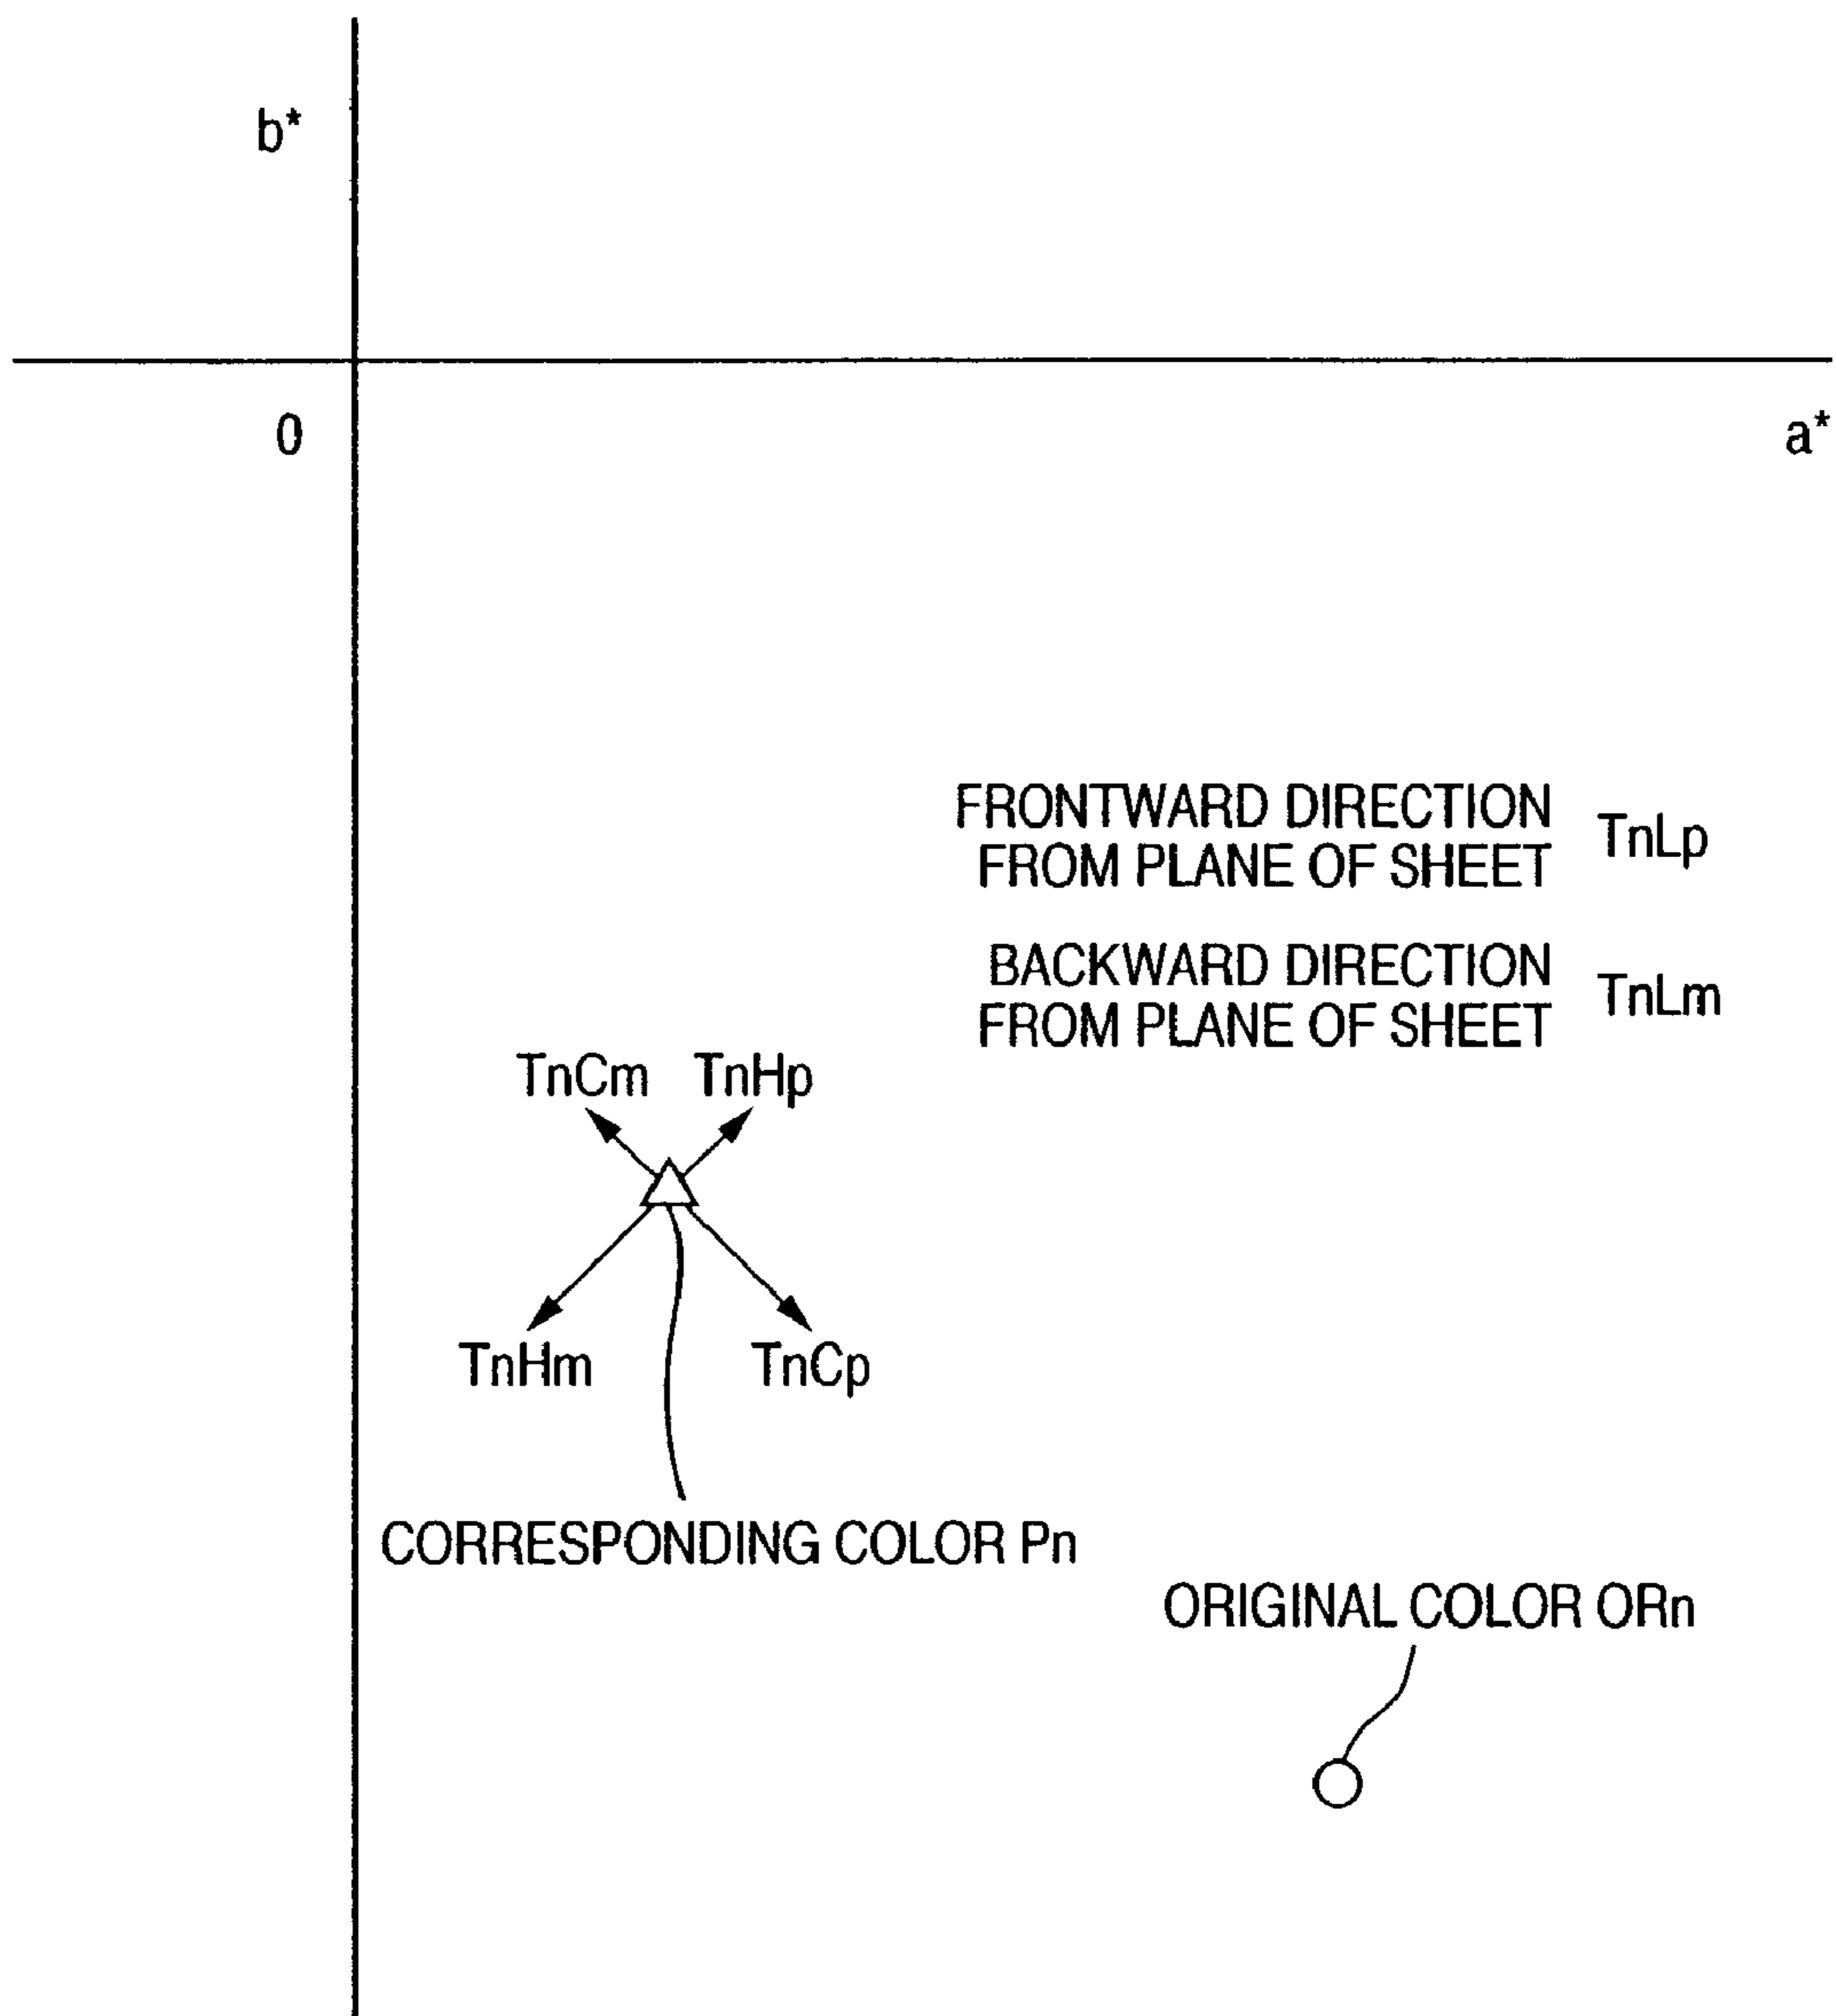 b*
0
a*
FRONTWARD DIRECTION
FROM PLANE OF SHEET
TnLp
BACKWARD DIRECTION
FROM PLANE OF SHEET
TnLm
TnCm
TnHp
TnHm
TnCp
CORRESPONDING COLOR Pn
ORIGINAL COLOR ORn